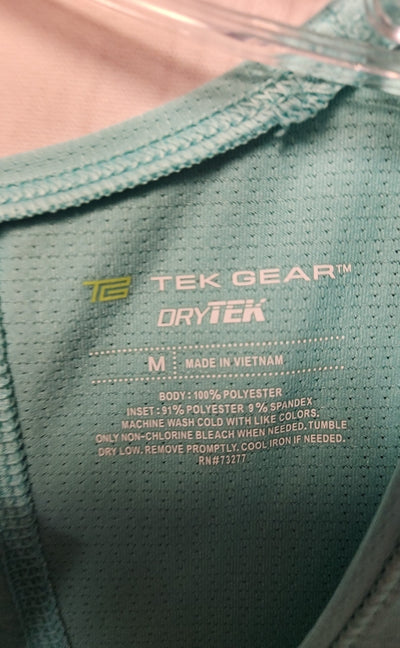 TG TEK GEAR™
DRYTEK
M MADE IN VIETNAM
BODY: 100% POLYESTER
INSET: 91% POLYESTER 9% SPANDEX
MACHINE WASH COLD WITH LIKE COLORS.
ONLY NON-CHLORINE BLEACH WHEN NEEDED. TUMBLE
DRY LOW. REMOVE PROMPTLY. COOL IRON IF NEEDED.
RN#73277